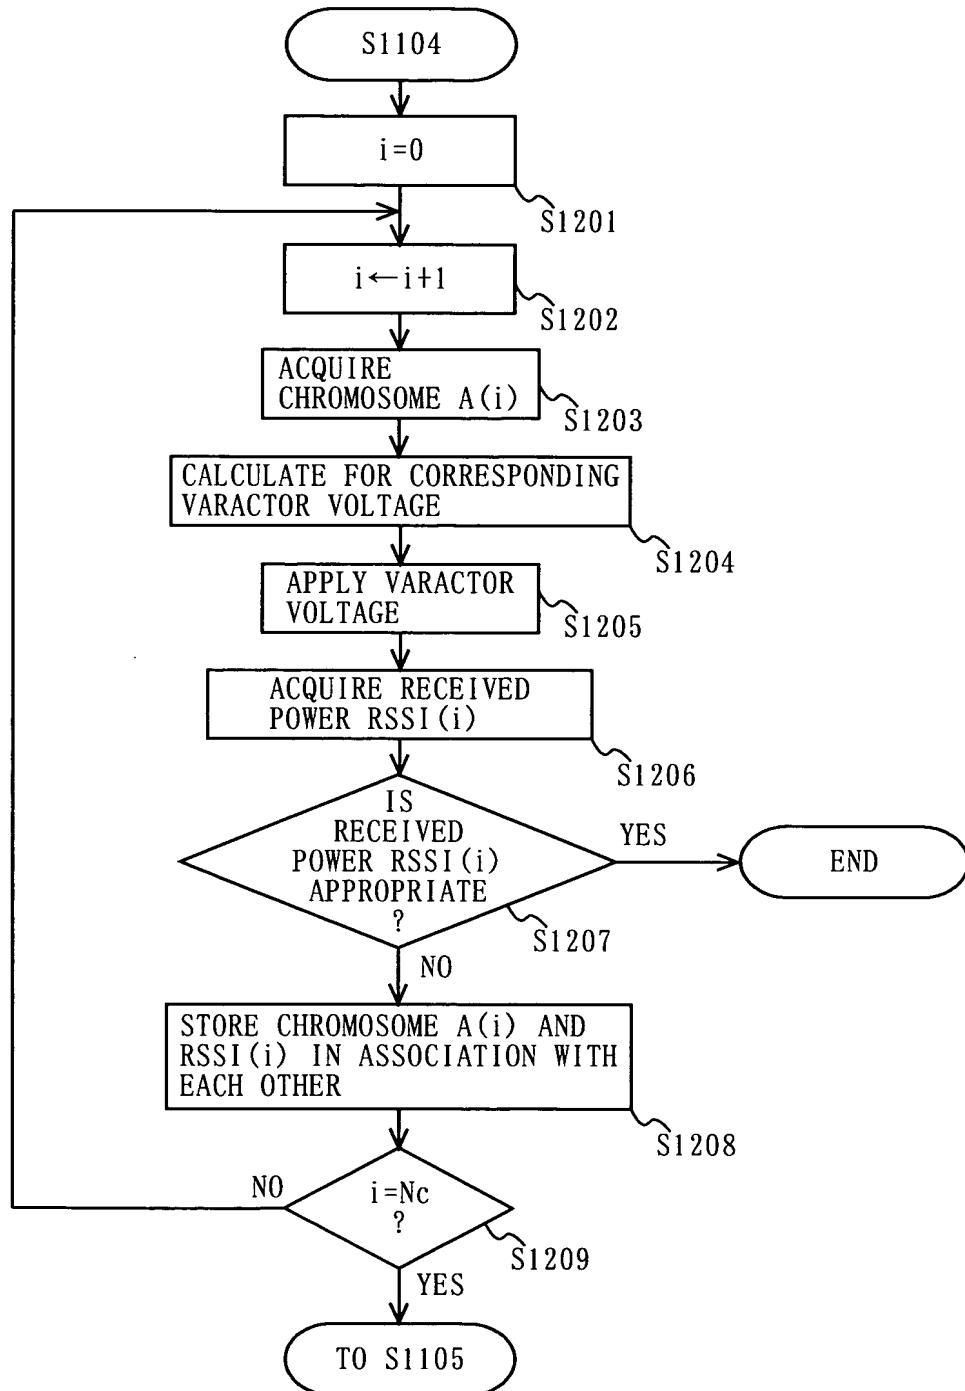 S1104
i=0
S1201
i←i+1
S1202
ACQUIRE
CHROMOSOME A(i)
S1203
CALCULATE FOR CORRESPONDING
VARACTOR VOLTAGE
S1204
APPLY VARACTOR
VOLTAGE
S1205
ACQUIRE RECEIVED
POWER RSSI(i)
S1206
IS
RECEIVED
POWER RSSI(i)
APPROPRIATE
?
YES
END
S1207
NO
STORE CHROMOSOME A(i) AND
RSSI(i) IN ASSOCIATION WITH
EACH OTHER
S1208
NO
i=Nc
?
S1209
YES
TO S1105